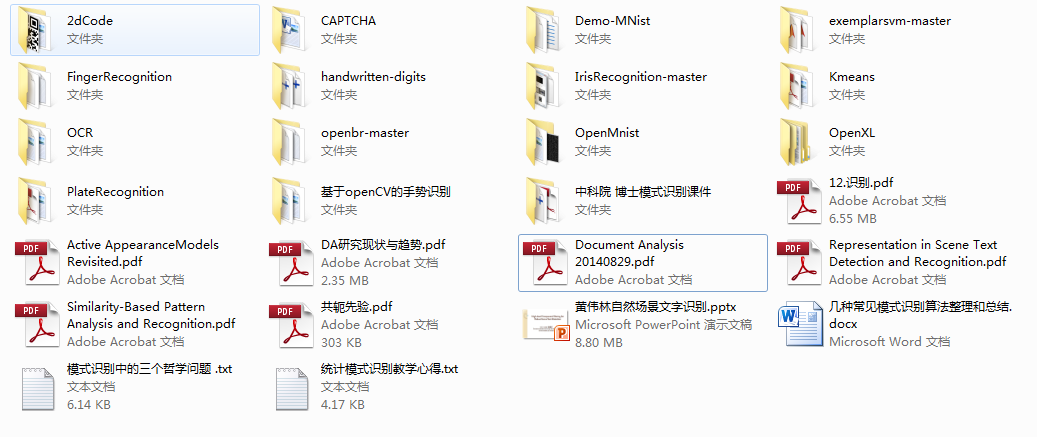 2dCode
文件夹
CAPTCHA
文件夹
Demo-MNist
文件夹
exemplarsvm-master
文件夹
FingerRecognition
文件夹
handwritten-digits
文件夹
IrisRecognition-master
文件夹
Kmeans
文件夹
OCR
文件夹
openbr-master
文件夹
OpenMnist
文件夹
OpenXL
文件夹
PlateRecognition
文件夹
基于openCV的手势识别
文件夹
中科院 博士模式识别课件
文件夹
PDF
12.识别.pdf
Adobe Acrobat 文档
6.55 MB
PDF
Active AppearanceModels
Revisited.pdf
Adobe Acrobat 文档
PDF
DA研究现状与趋势.pdf
Adobe Acrobat 文档
2.35 MB
PDF
Document Analysis
20140829.pdf
Adobe Acrobat 文档
PDF
Representation in Scene Text
Detection and Recognition.pdf
Adobe Acrobat 文档
PDF
Similarity-Based Pattern
Analysis and Recognition.pdf
Adobe Acrobat 文档
PDF
共轭先验.pdf
Adobe Acrobat 文档
303 KB
黄伟林自然场景文字识别.pptx
Microsoft PowerPoint 演示文稿
8.80 MB
几种常见模式识别算法整理和总结.
docx
Microsoft Word 文档
模式识别中的三个哲学问题 .txt
文本文档
6.14 KB
统计模式识别教学心得.txt
文本文档
4.17 KB